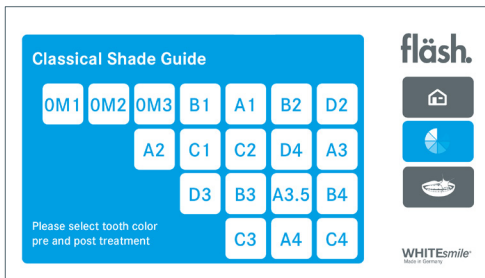 Classical Shade Guide
fläsh.
0M1 0M2 0M3 B1 A1 B2 D2
A2 C1 C2 D4 A3
D3 B3 A3.5 B4
C3 A4 C4
Please select tooth color
pre and post treatment
WHITEsmile
Made in Germany